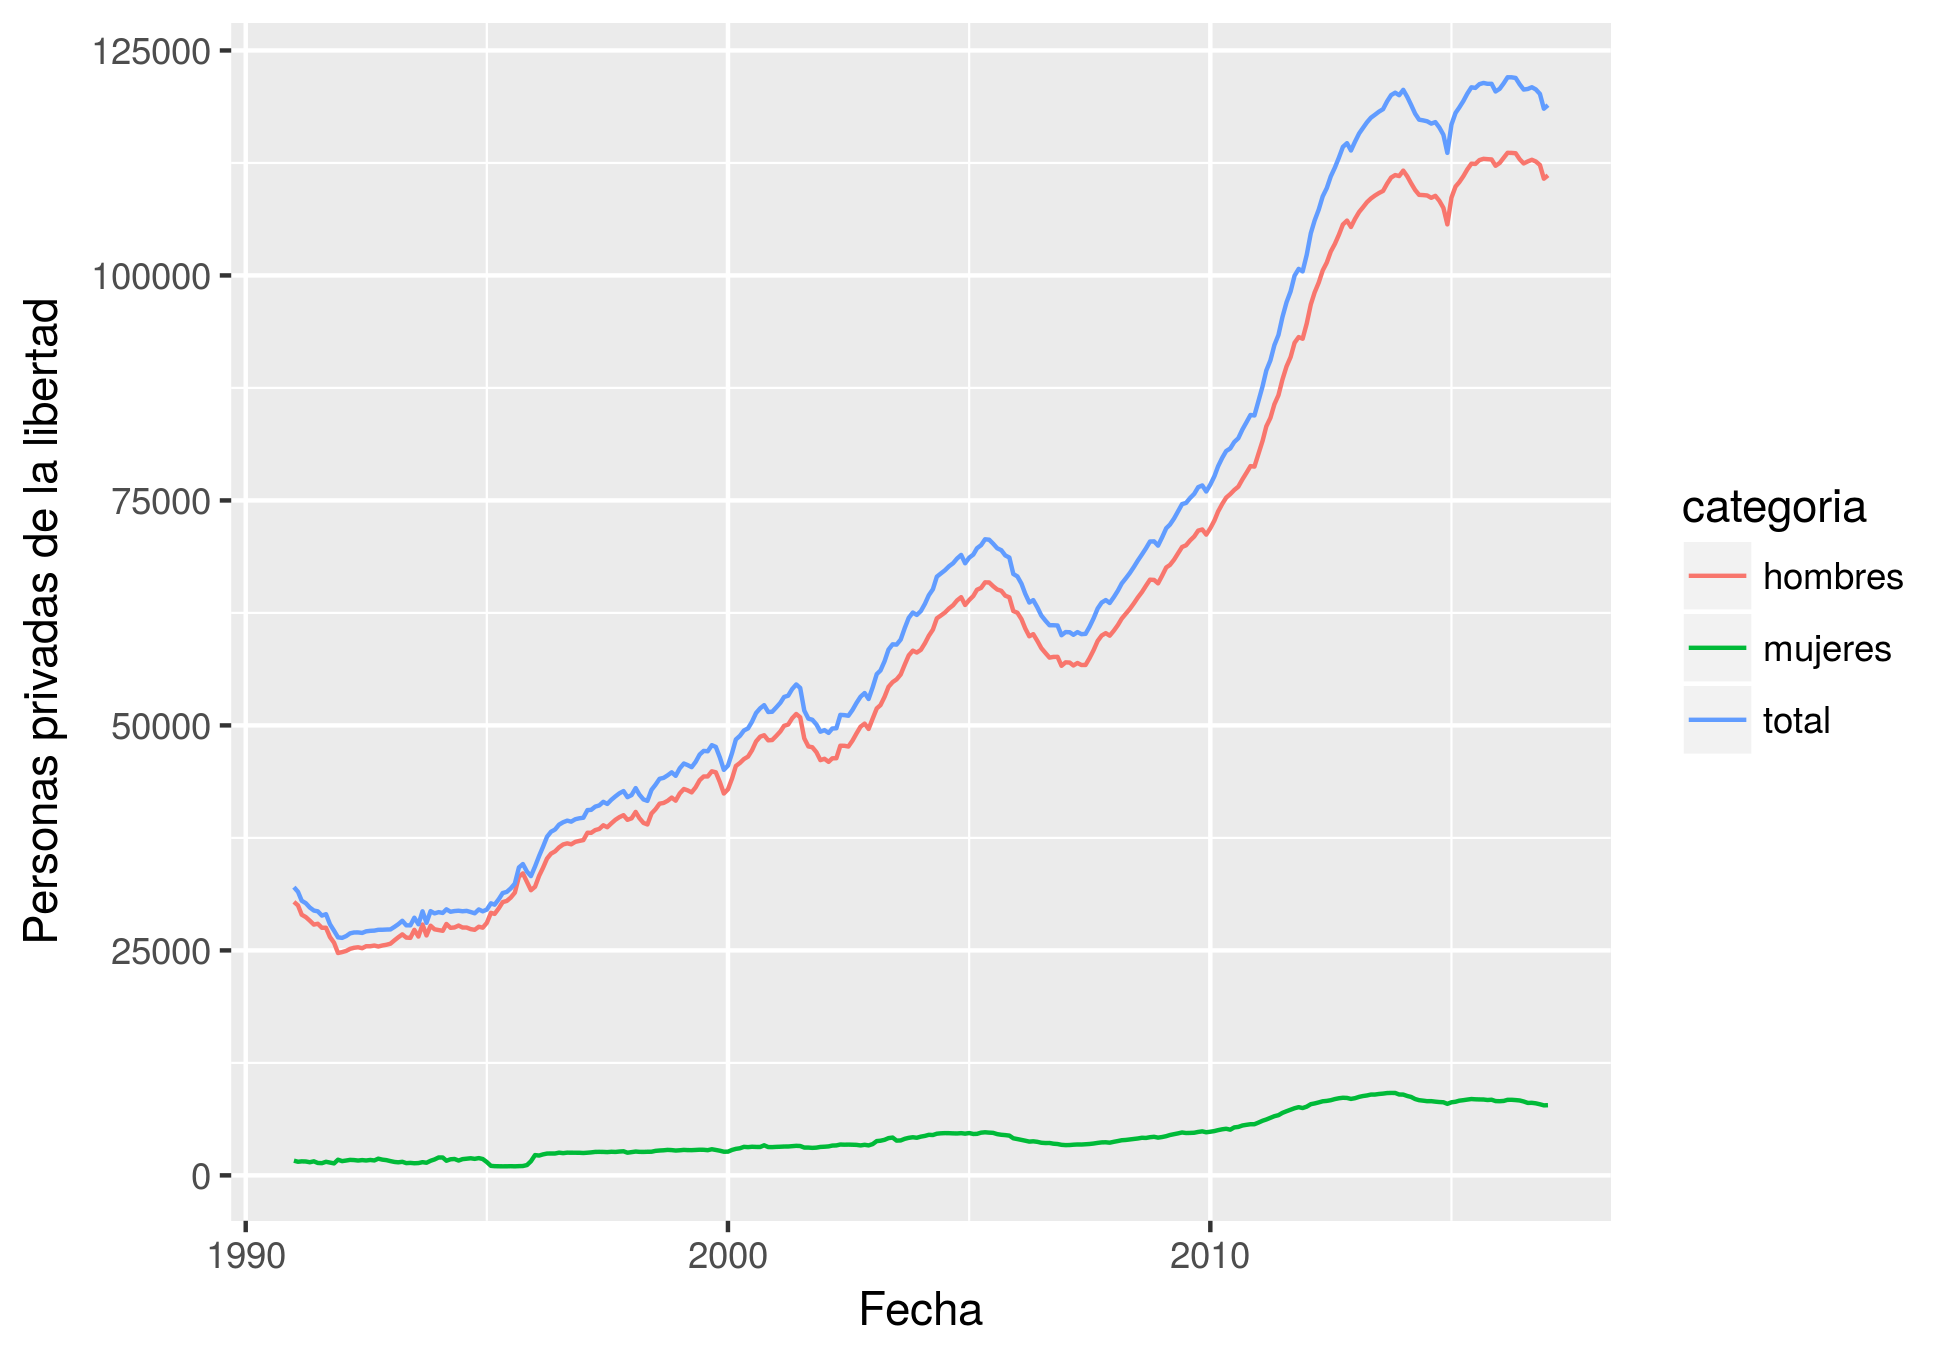 Personas privadas de la libertad
125000
100000
75000
50000
25000
0
1990
2000
2010
Fecha
categoria
hombres
mujeres
total